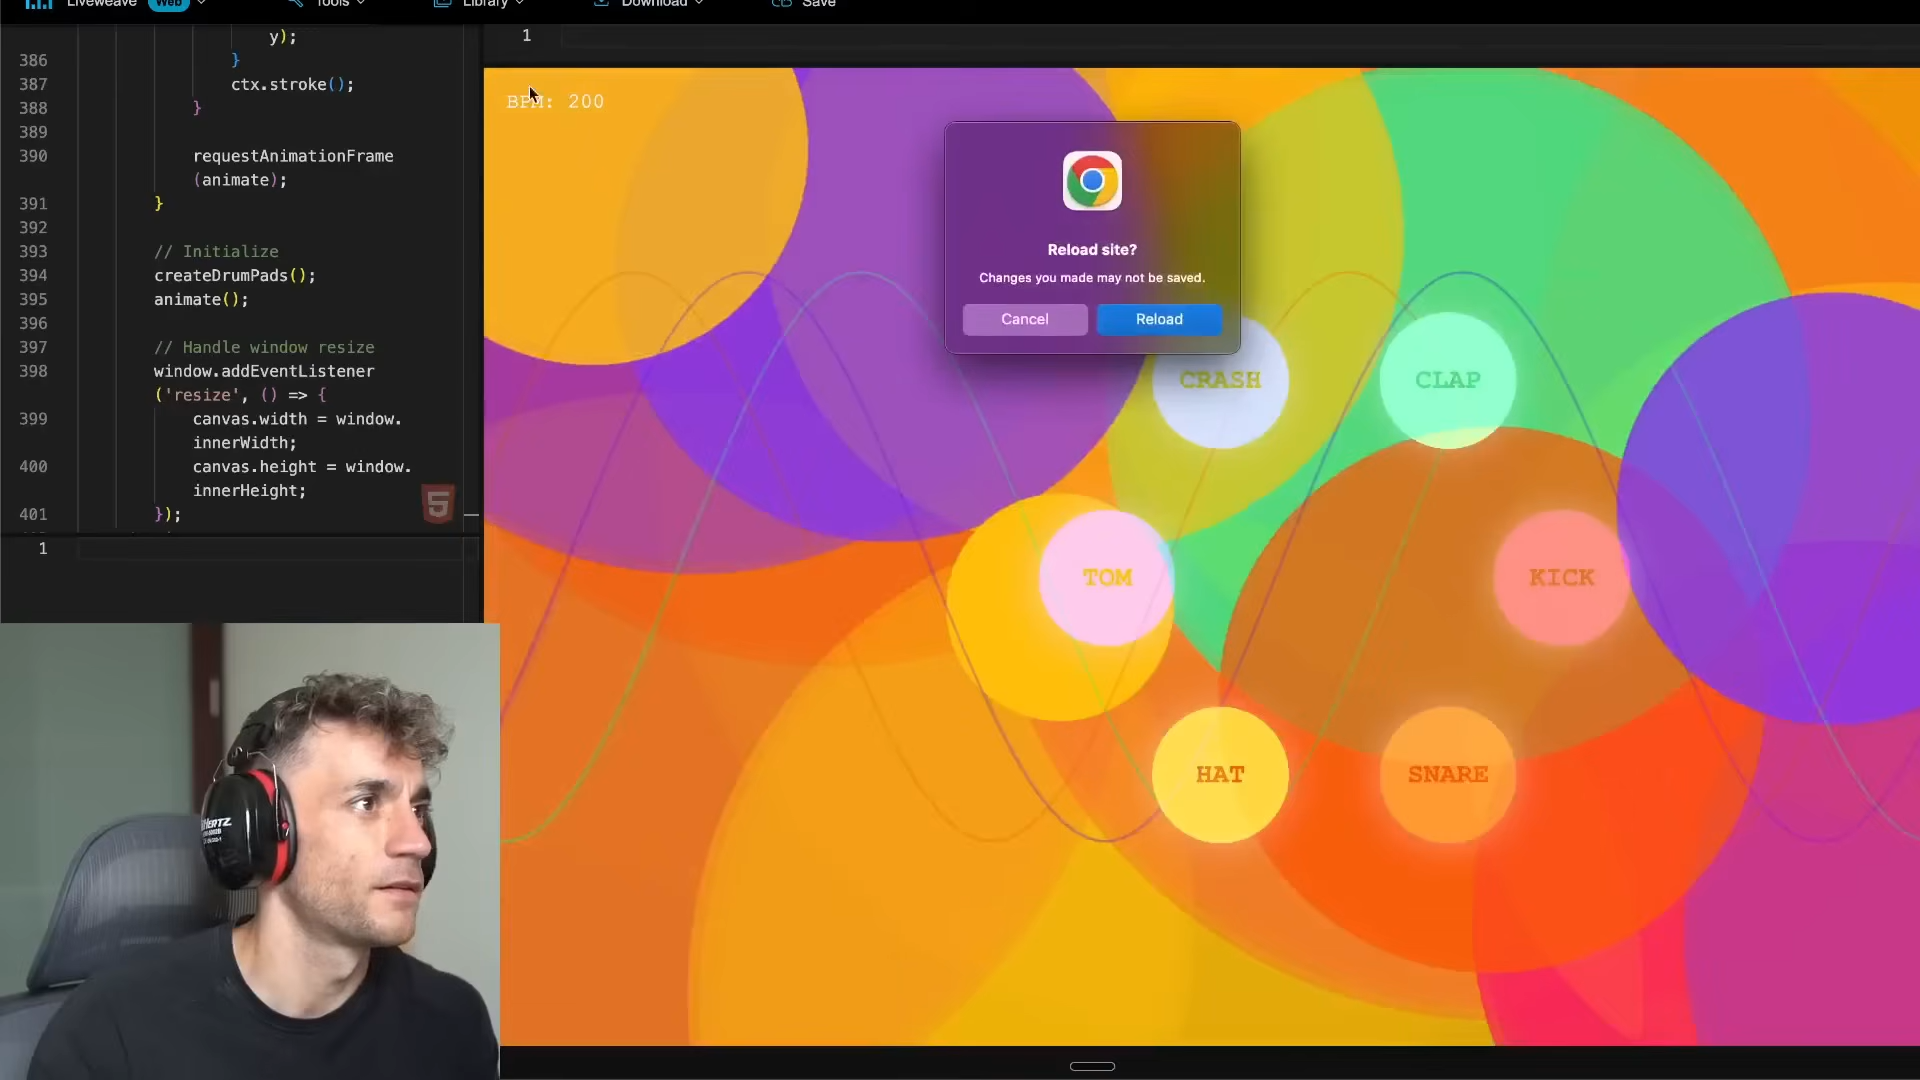 Liveweave Web Tools Library Download Save
y);
386 }
387 ctx.stroke();
388 }
389
390 requestAnimationFrame
(animate);
391 }
392
393 // Initialize
394 createDrumPads();
395 animate();
396
397 // Handle window resize
398 window.addEventListener
('resize', () => {
399 canvas.width = window.
innerWidth;
400 canvas.height = window.
innerHeight;
401 });
5
1
1
BPM: 200
Reload site?
Changes you made may not be saved.
Cancel Reload
CRASH CLAP
TOM KICK
HAT SNARE